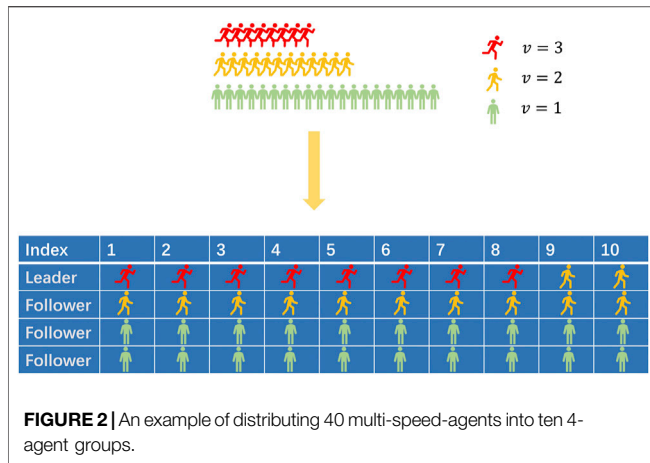 v = 3
v = 2
v = 1
Index 1 2 3 4 5 6 7 8 9 10
Leader
Follower
Follower
Follower
FIGURE 2 | An example of distributing 40 multi-speed-agents into ten 4-
agent groups.